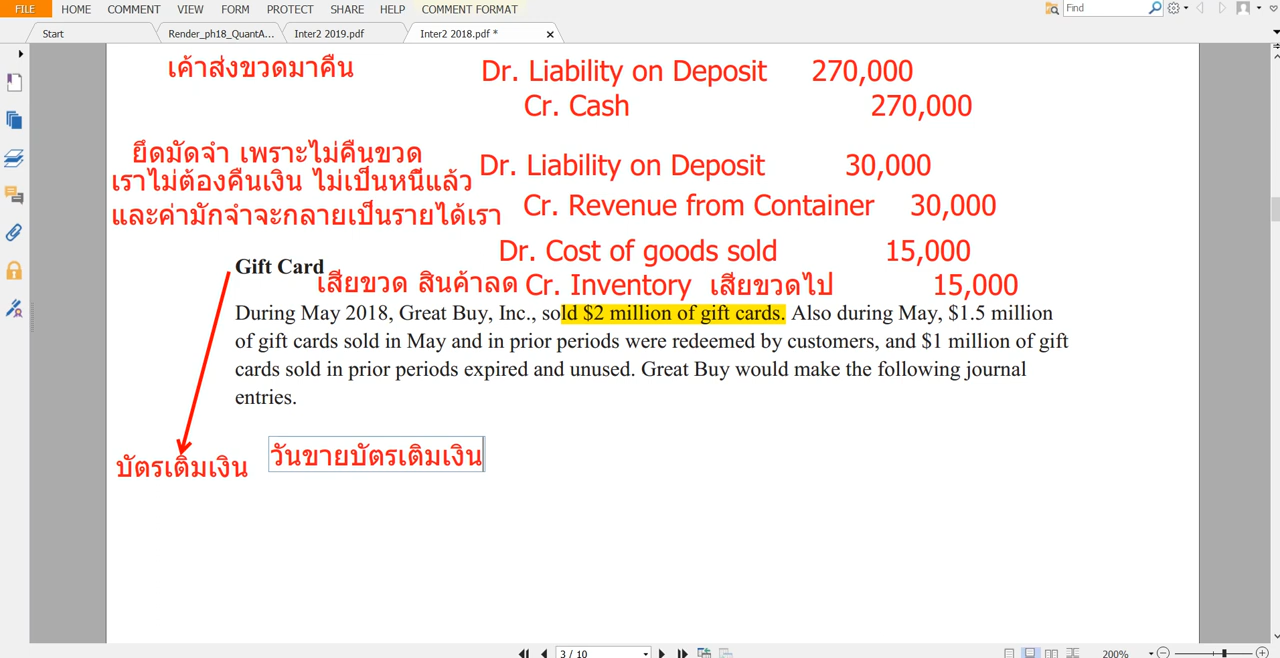 FILE HOME COMMENT VIEW FORM PROTECT SHARE HELP COMMENT FORMAT Find
Start Render_ph18_QuantA... Inter2 2019.pdf Inter2 2018.pdf *
เค้าส่งขวดมาคืน Dr. Liability on Deposit 270,000
Cr. Cash 270,000
ยึดมัดจำ เพราะไม่คืนขวด
Dr. Liability on Deposit 30,000
เราไม่ต้องคืนเงิน ไม่เป็นหนี้แล้ว
และค่ามักจำจะกลายเป็นรายได้เรา Cr. Revenue from Container 30,000
Dr. Cost of goods sold 15,000
Gift Card
เสียขวด สินค้าลด Cr. Inventory เสียขวดไป 15,000
During May 2018, Great Buy, Inc., sold $2 million of gift cards. Also during May, $1.5 million
of gift cards sold in May and in prior periods were redeemed by customers, and $1 million of gift
cards sold in prior periods expired and unused. Great Buy would make the following journal
entries.
บัตรเติมเงิน วันขายบัตรเติมเงิน
3 / 10 200%